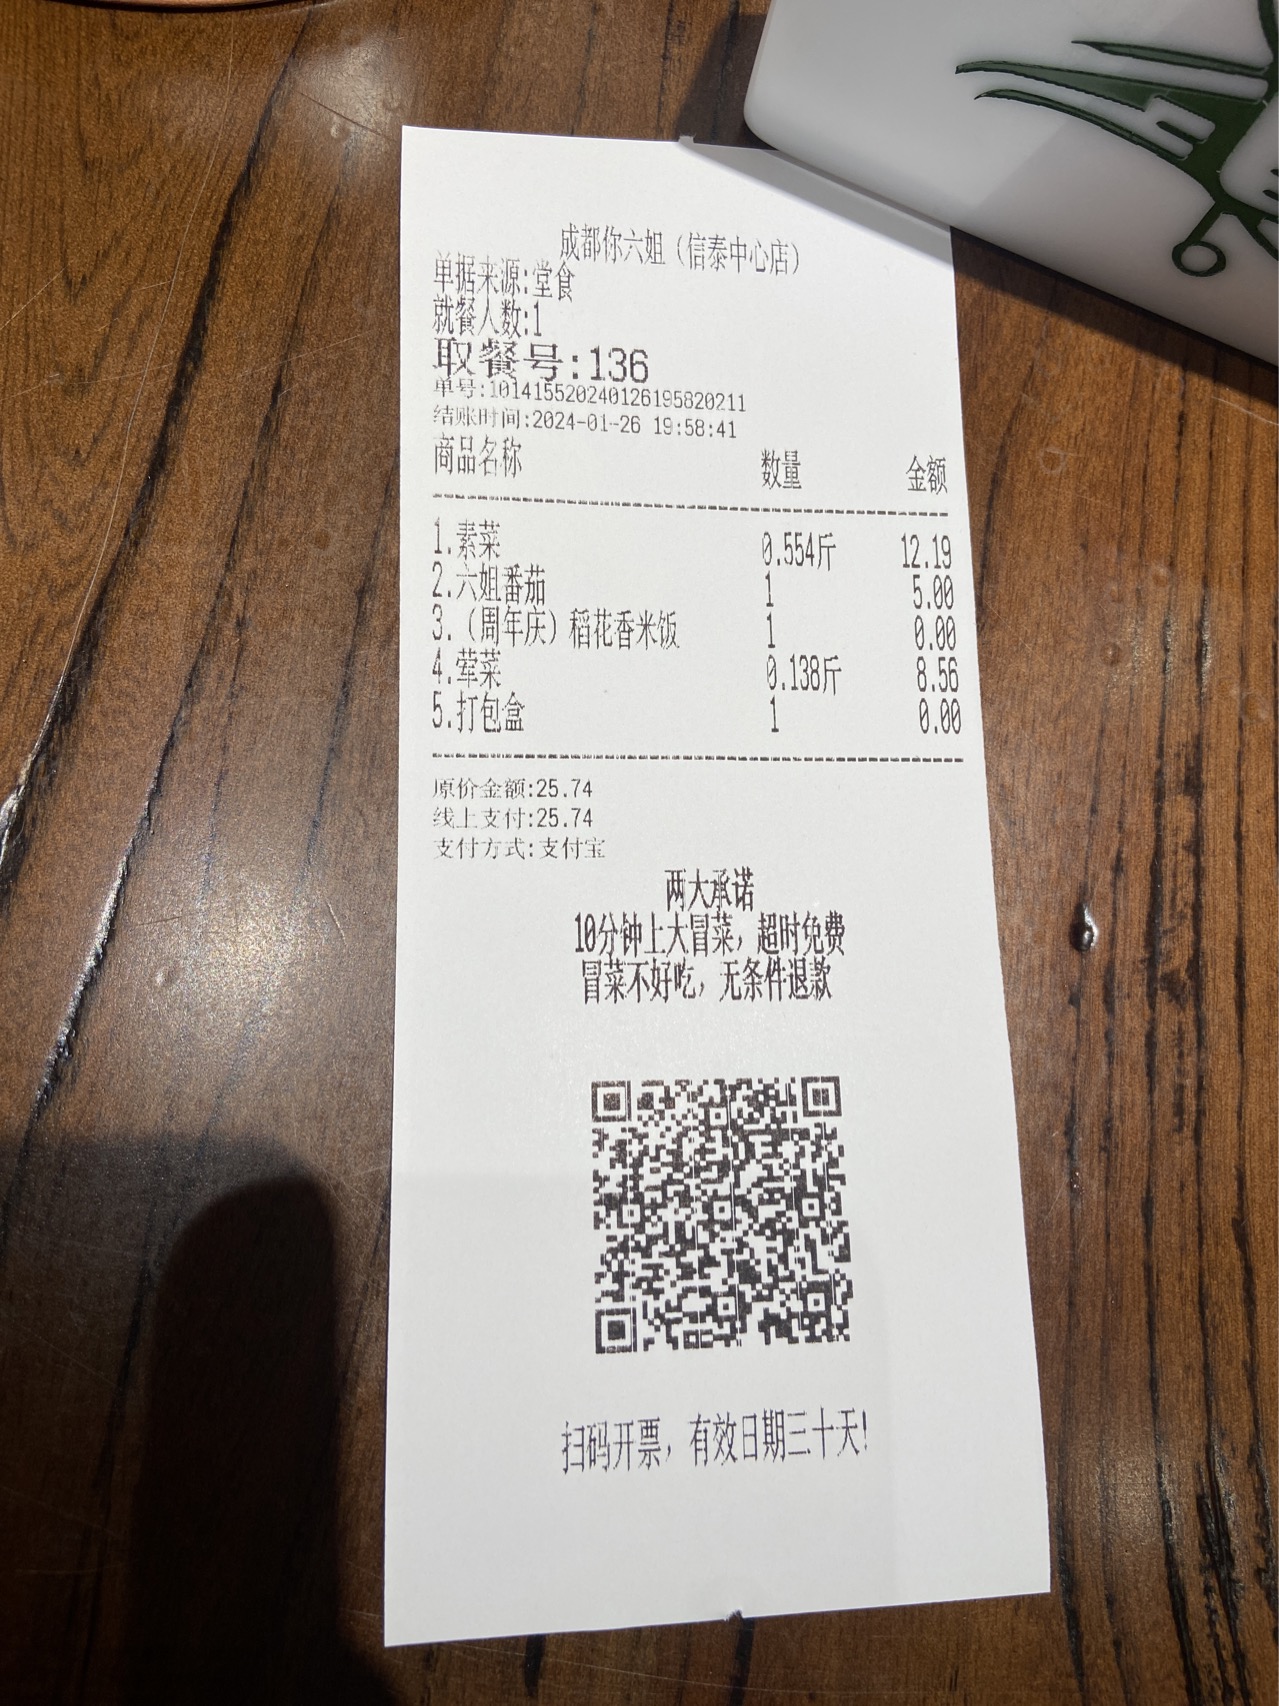 成都你六姐（信泰中心店）
单据来源:堂食
就餐人数:1
取餐号:136
单号:101415520240126195820211
结账时间:2024-01-26 19:58:41
商品名称 数量 金额
1.素菜 0.554斤 12.19
2.六姐番茄 1 5.00
3.（周年庆）稻花香米饭 1 0.00
4.荤菜 0.138斤 8.56
5.打包盒 1 0.00
原价金额:25.74
线上支付:25.74
支付方式:支付宝
两大承诺
10分钟上大冒菜，超时免费
冒菜不好吃，无条件退款
扫码开票，有效日期三十天!